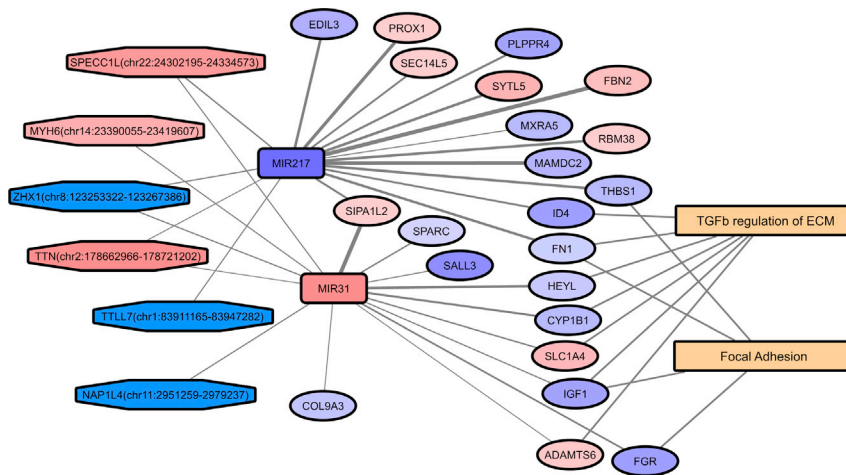 EDIL3
PROX1
PLPPR4
SPECC1L(chr22:24302195-24334573)
SEC14L5
SYTL5
FBN2
MYH6(chr14:23390055-23419607)
MXRA5
RBM38
MIR217
MAMDC2
ZHX1(chr8:123253322-123267386)
THBS1
SIPA1L2
ID4
TGFb regulation of ECM
SPARC
TTN(chr2:178662966-178721202)
FN1
SALL3
MIR31
HEYL
TTLL7(chr1:83911165-83947282)
CYP1B1
SLC1A4
Focal Adhesion
NAP1L4(chr11:2951259-2979237)
IGF1
COL9A3
ADAMTS6
FGR